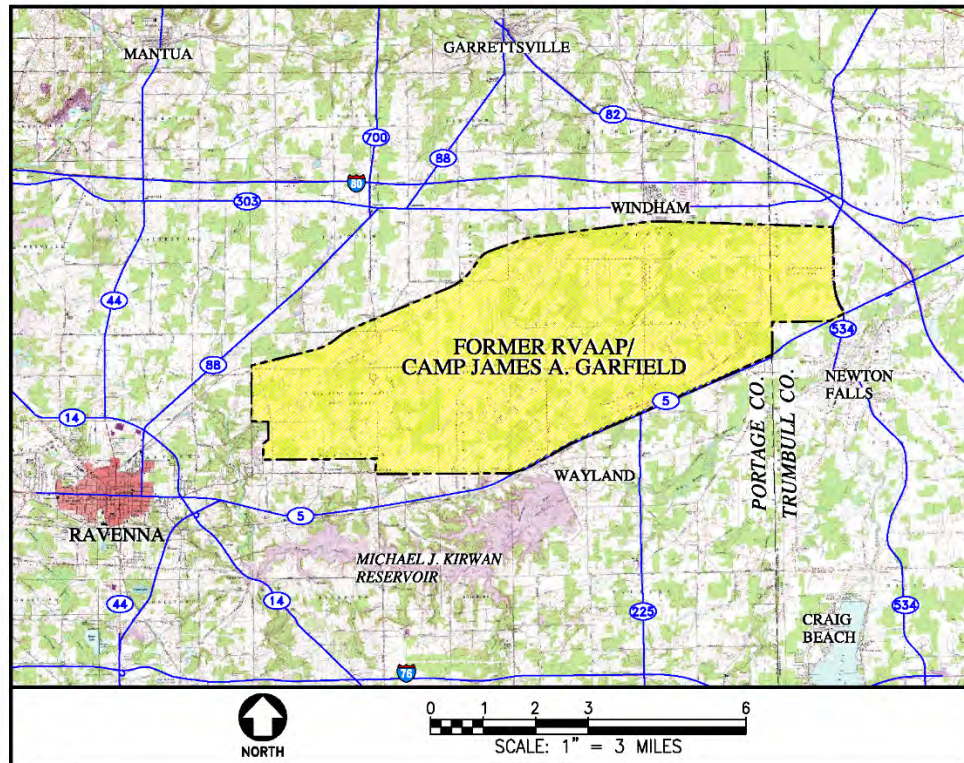 MANTUA
GARRETTSVILLE
82
700
88
80
303
WINDHAM
44
FORMER RVAAP/
CAMP JAMES A. GARFIELD
534
88
NEWTON
FALLS
5
14
PORTAGE CO.
TRUMBULL CO.
WAYLAND
5
RAVENNA
MICHAEL J. KIRWAN
RESERVOIR
44
14
225
534
CRAIG
BEACH
76
NORTH
0 1 2 3 6
SCALE: 1" = 3 MILES